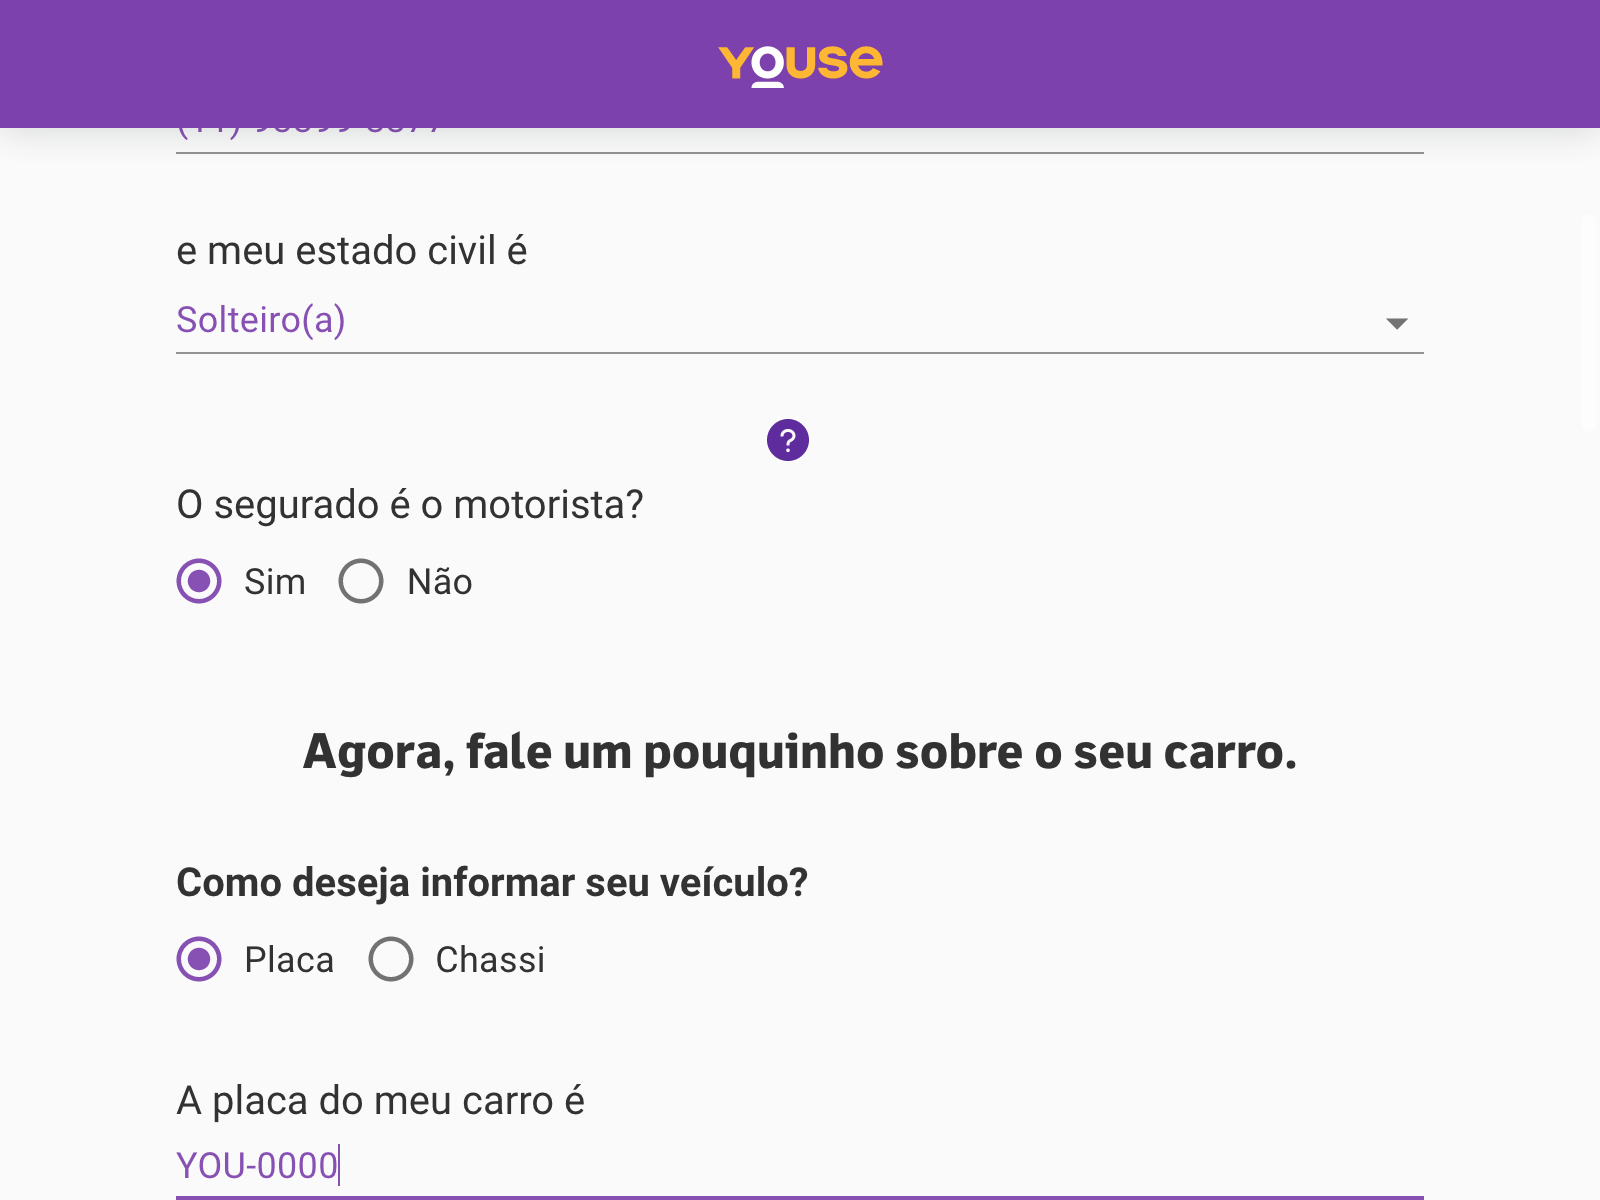 YOUSE
e meu estado civil é
Solteiro(a)
?
O segurado é o motorista?
Sim Não
Agora, fale um pouquinho sobre o seu carro.
Como deseja informar seu veículo?
Placa Chassi
A placa do meu carro é
YOU-0000